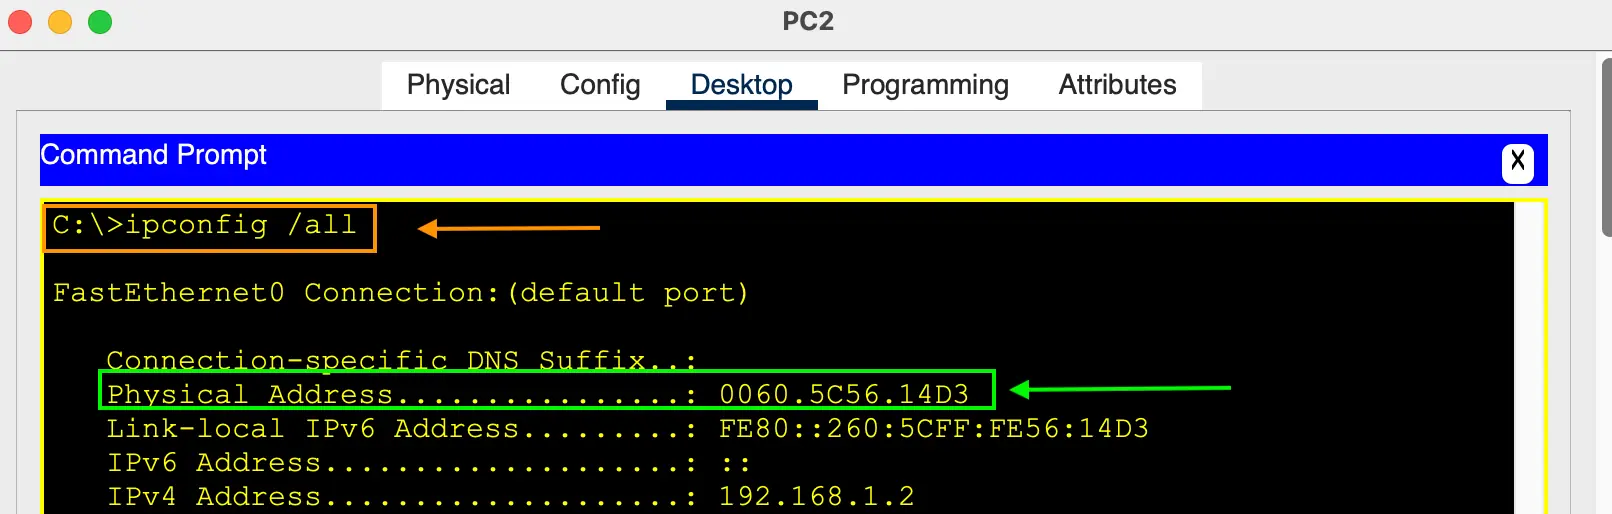 PC2
Physical Config Desktop Programming Attributes
Command Prompt
X
C:\>ipconfig /all
FastEthernet0 Connection:(default port)
Connection-specific DNS Suffix..:
Physical Address................: 0060.5C56.14D3
Link-local IPv6 Address.........: FE80::260:5CFF:FE56:14D3
IPv6 Address....................: ::
IPv4 Address....................: 192.168.1.2